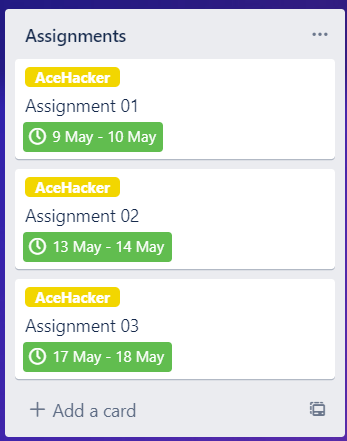 Assignments
AceHacker
Assignment 01
9 May - 10 May
AceHacker
Assignment 02
13 May - 14 May
AceHacker
Assignment 03
17 May - 18 May
Add a card